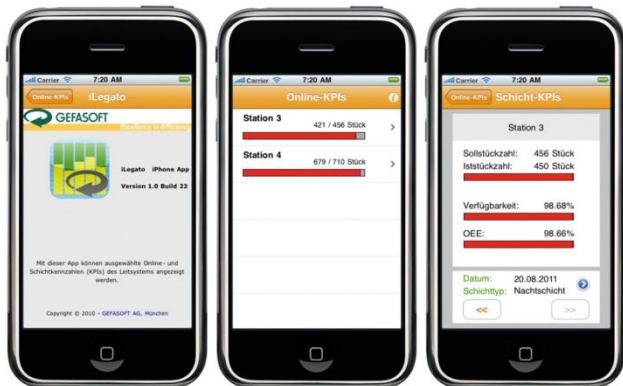 Carrier 7:20 AM
Online-KPIs iLegato
GEFASOFT
Excellence in Efficiency
iLegato iPhone App
Version 1.0 Build 22
Mit dieser App können ausgewählte Online- und
Schichtkennzahlen (KPIs) des Leitsystems angezeigt
werden.
Copyright © 2010 - GEFASOFT AG, München
Carrier 7:20 AM
Online-KPIs
Station 3
421 / 456 Stück
Station 4
679 / 710 Stück
Carrier 7:20 AM
Online-KPIs Schicht-KPIs
Station 3
Sollstückzahl: 456 Stück
Iststückzahl: 450 Stück
Verfügbarkeit: 98.68%
OEE: 98.66%
Datum: 20.08.2011
Schichttyp: Nachtschicht
<< >>